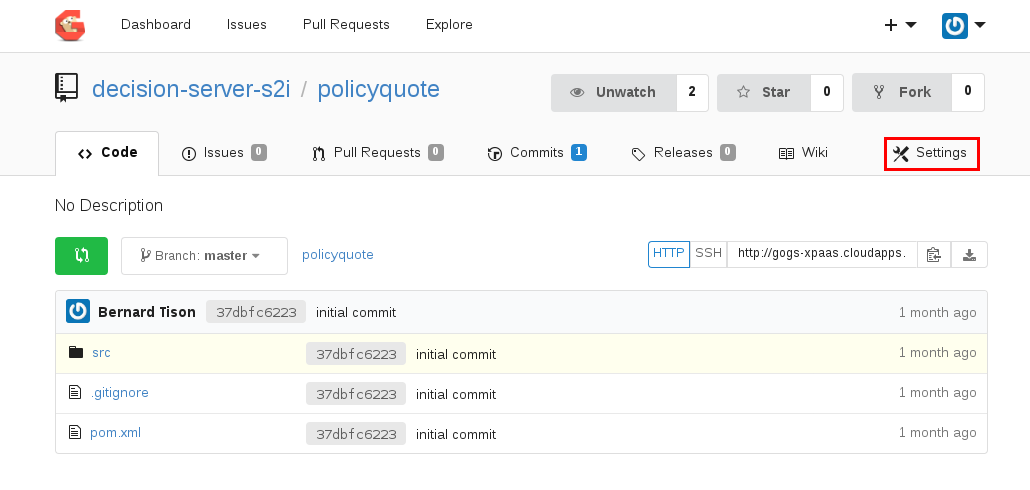 Dashboard Issues Pull Requests Explore
decision-server-s2i / policyquote Unwatch 2 Star 0 Fork 0
Code Issues 0 Pull Requests 0 Commits 1 Releases 0 Wiki Settings
No Description
Branch: master policyquote HTTP SSH http://gogs-xpaas.cloudapps.
Bernard Tison 37dbfc6223 initial commit 1 month ago
src 37dbfc6223 initial commit 1 month ago
.gitignore 37dbfc6223 initial commit 1 month ago
pom.xml 37dbfc6223 initial commit 1 month ago